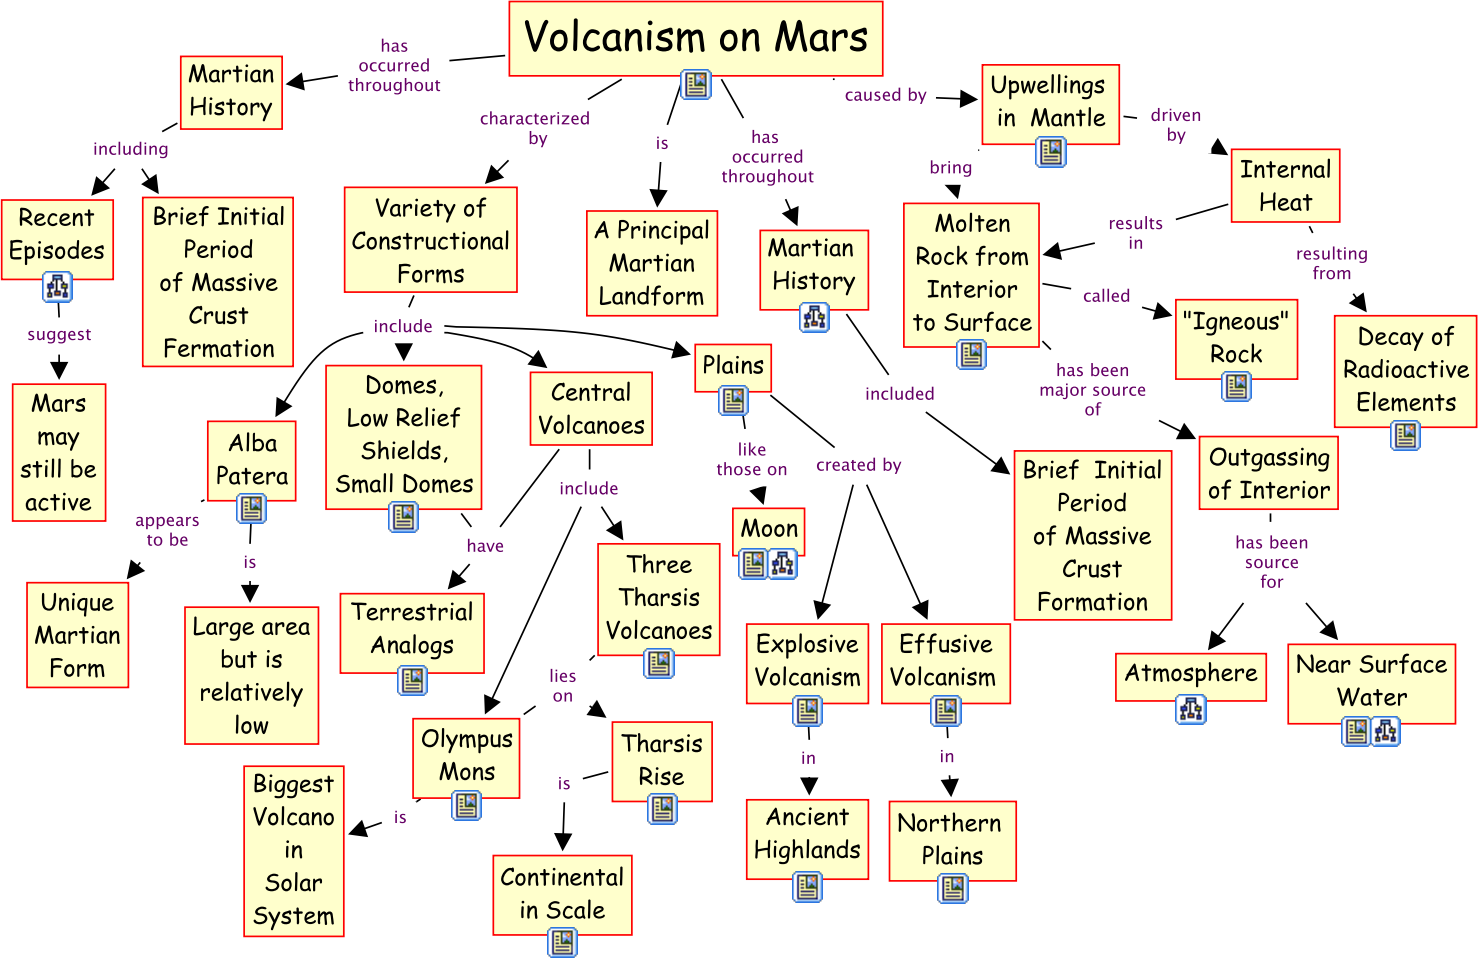 Volcanism on Mars
has
occurred
throughout
Martian
History
including
Recent
Episodes
Brief Initial
Period
of Massive
Crust
Fermation
suggest
Mars
may
still be
active
characterized
by
Variety of
Constructional
Forms
include
Alba
Patera
appears
to be
Unique
Martian
Form
is
Large area
but is
relatively
low
Domes,
Low Relief
Shields,
Small Domes
have
Terrestrial
Analogs
Central
Volcanoes
include
Three
Tharsis
Volcanoes
Olympus
Mons
lies
on
Tharsis
Rise
is
Biggest
Volcano
in
Solar
System
is
Continental
in Scale
Plains
like
those on
Moon
created by
Explosive
Volcanism
in
Ancient
Highlands
Effusive
Volcanism
in
Northern
Plains
is
A Principal
Martian
Landform
has
occurred
throughout
Martian
History
included
Brief Initial
Period
of Massive
Crust
Formation
caused by
Upwellings
in Mantle
bring
Molten
Rock from
Interior
to Surface
driven
by
Internal
Heat
results
in
resulting
from
Decay of
Radioactive
Elements
called
"Igneous"
Rock
has been
major source
of
Outgassing
of Interior
has been
source
for
Atmosphere
Near Surface
Water